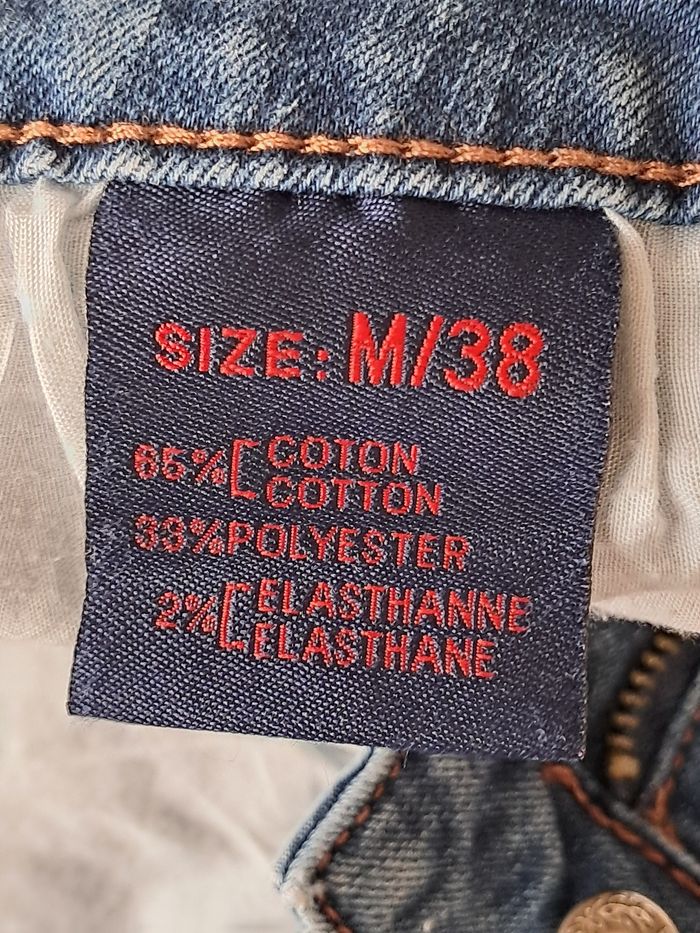 SIZE: M/38
65% COTON
COTTON
33% POLYESTER
2% ELASTHANNE
ELASTHANE